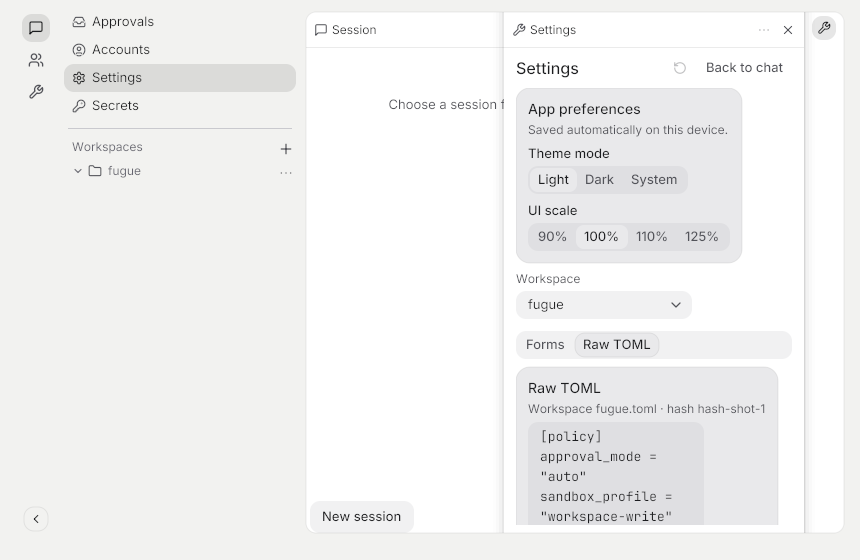 Approvals
Accounts
Settings
Secrets
Workspaces
fugue
Session
Choose a session f
New session
Settings
Settings
Back to chat
App preferences
Saved automatically on this device.
Theme mode
Light Dark System
UI scale
90% 100% 110% 125%
Workspace
fugue
Forms Raw TOML
Raw TOML
Workspace fugue.toml · hash hash-shot-1
[policy]
approval_mode =
"auto"
sandbox_profile =
"workspace-write"